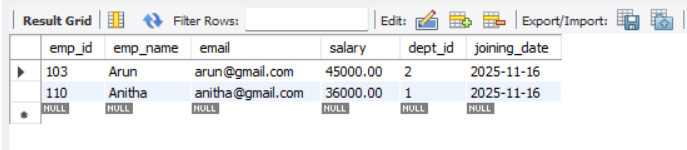 Result Grid Filter Rows: Edit: Export/Import:
emp_id emp_name email salary dept_id joining_date
103 Arun arun@gmail.com 45000.00 2 2025-11-16
110 Anitha anitha@gmail.com 36000.00 1 2025-11-16
NULL NULL NULL NULL NULL NULL